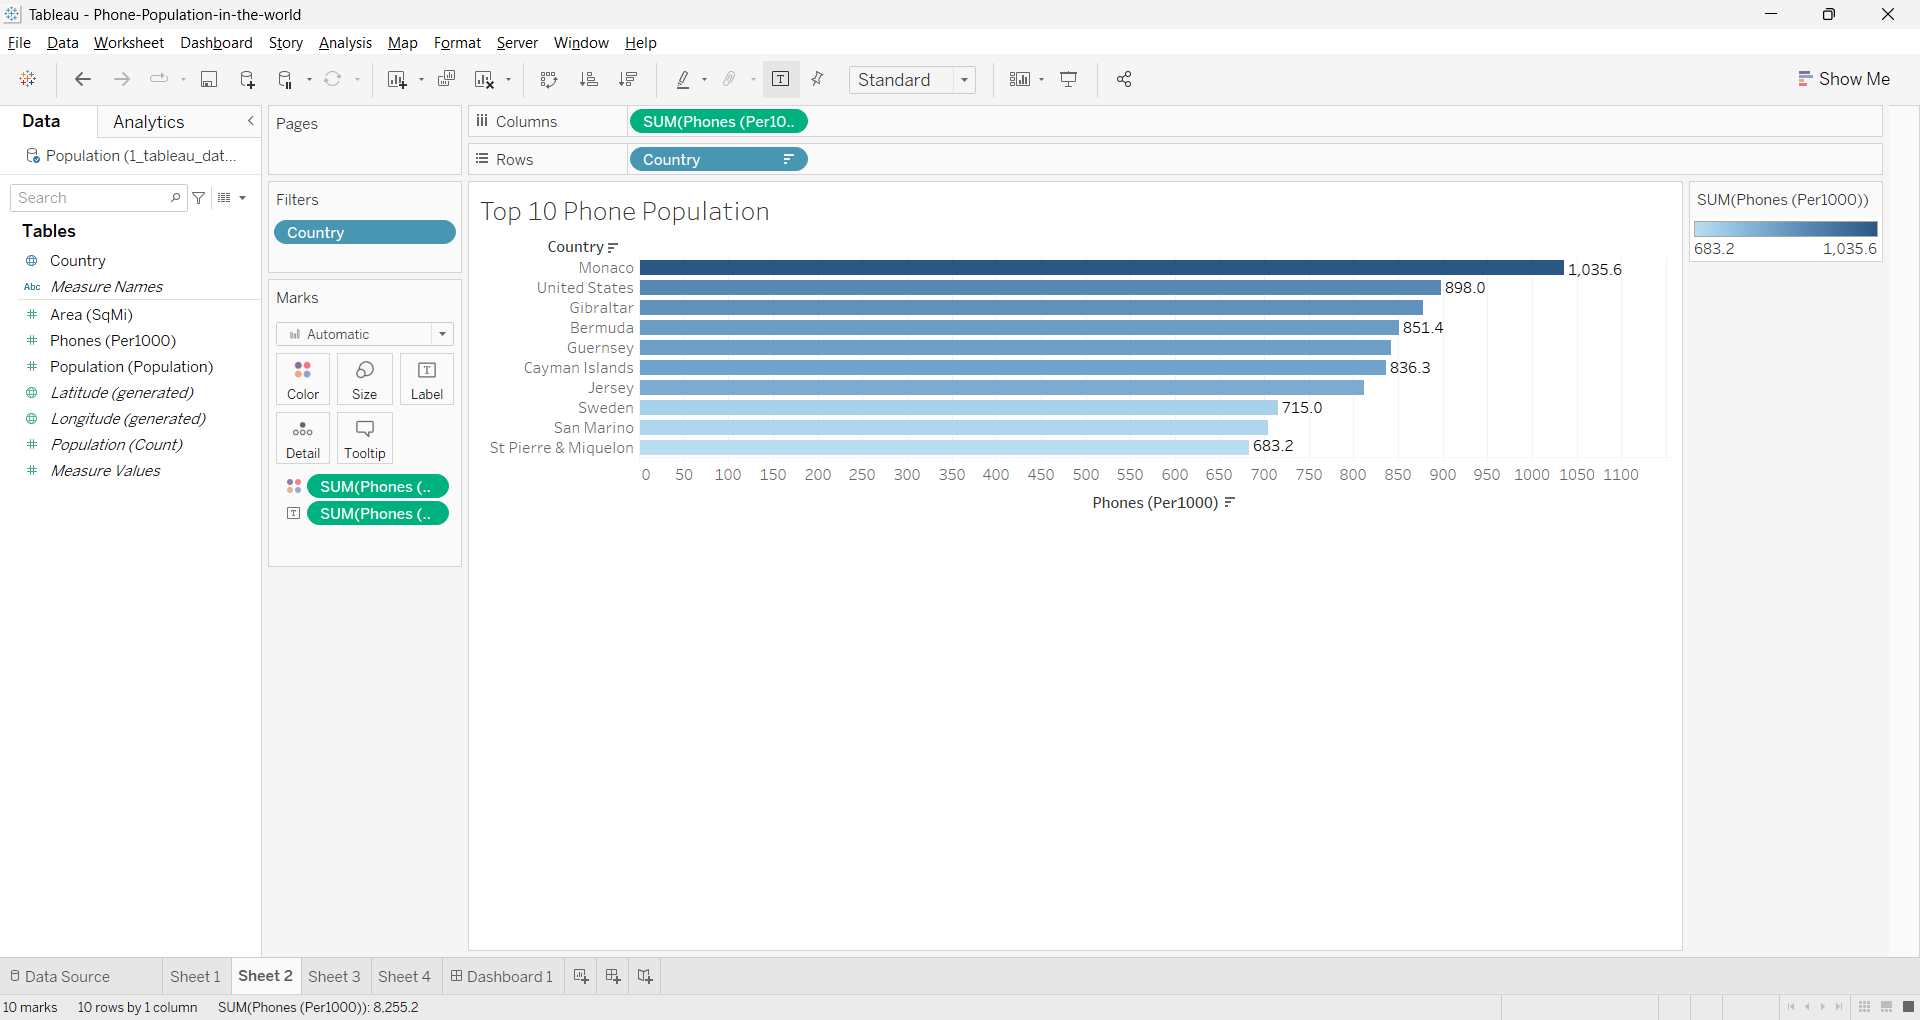 Tableau - Phone-Population-in-the-world
File Data Worksheet Dashboard Story Analysis Map Format Server Window Help
Standard
Show Me
Data Analytics
Population (1_tableau_dat...
Search
Tables
Country
Abc Measure Names
Area (SqMi)
Phones (Per1000)
Population (Population)
Latitude (generated)
Longitude (generated)
Population (Count)
Measure Values
Pages
Filters
Country
Marks
Automatic
Color Size Label
Detail Tooltip
SUM(Phones (..
SUM(Phones (..
Columns SUM(Phones (Per10..
Rows Country
Top 10 Phone Population
Country
Monaco 1,035.6
United States 898.0
Gibraltar
Bermuda 851.4
Guernsey
Cayman Islands 836.3
Jersey
Sweden 715.0
San Marino
St Pierre & Miquelon 683.2
0 50 100 150 200 250 300 350 400 450 500 550 600 650 700 750 800 850 900 950 1000 1050 1100
Phones (Per1000)
SUM(Phones (Per1000))
683.2 1,035.6
Data Source Sheet 1 Sheet 2 Sheet 3 Sheet 4 Dashboard 1
10 marks 10 rows by 1 column SUM(Phones (Per1000)): 8,255.2